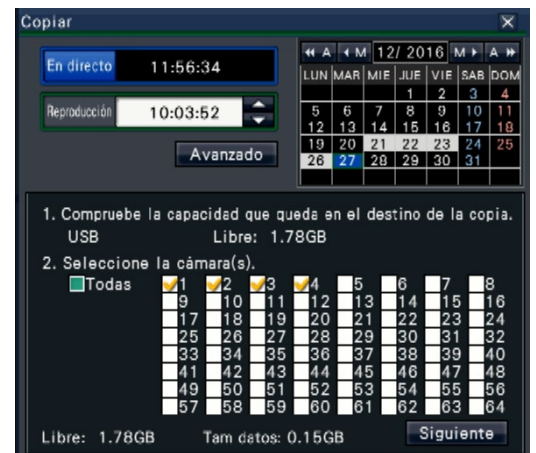 Copiar
En directo 11:56:34
Reproducción 10:03:52
Avanzado
A M 12/ 2016 M A
LUN MAR MIE JUE VIE SAB DOM
1 2 3 4
5 6 7 8 9 10 11
12 13 14 15 16 17 18
19 20 21 22 23 24 25
26 27 28 29 30 31
1. Compruebe la capacidad que queda en el destino de la copia.
USB Libre: 1.78GB
2. Seleccione la cámara(s).
Todas 1 2 3 4 5 6 7 8
9 10 11 12 13 14 15 16
17 18 19 20 21 22 23 24
25 26 27 28 29 30 31 32
33 34 35 36 37 38 39 40
41 42 43 44 45 46 47 48
49 50 51 52 53 54 55 56
57 58 59 60 61 62 63 64
Libre: 1.78GB Tam datos: 0.15GB Siguiente